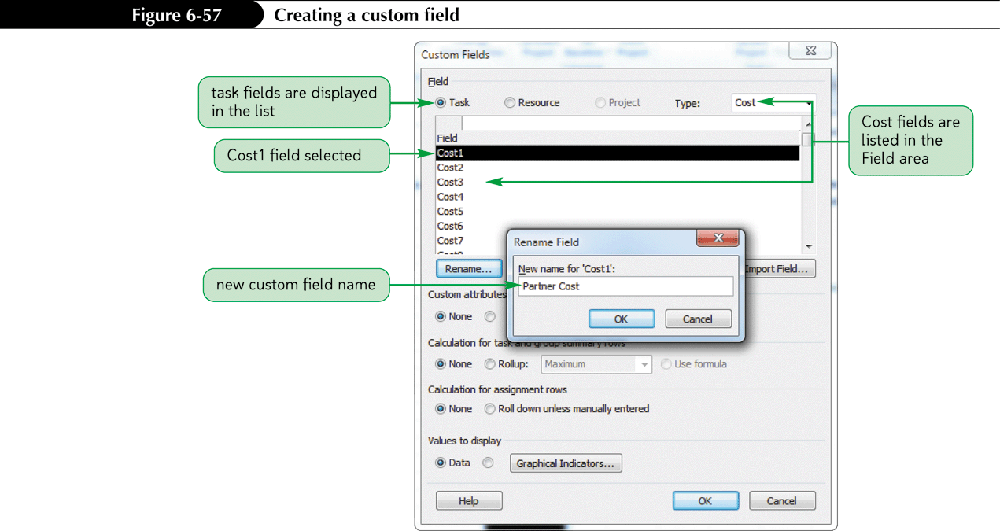 Figure 6-57 Creating a custom field
Custom Fields
Field
task fields are displayed
in the list
Task Resource Project Type: Cost
Cost fields are
listed in the
Field area
Field
Cost1 field selected
Cost1
Cost2
Cost3
Cost4
Cost5
Cost6
Cost7
Rename Field
Rename... Import Field...
New name for 'Cost1':
new custom field name
Partner Cost
Custom attributes
None
OK Cancel
Calculation for task and group summary rows
None Rollup: Maximum Use formula
Calculation for assignment rows
None Roll down unless manually entered
Values to display
Data Graphical Indicators...
Help OK Cancel